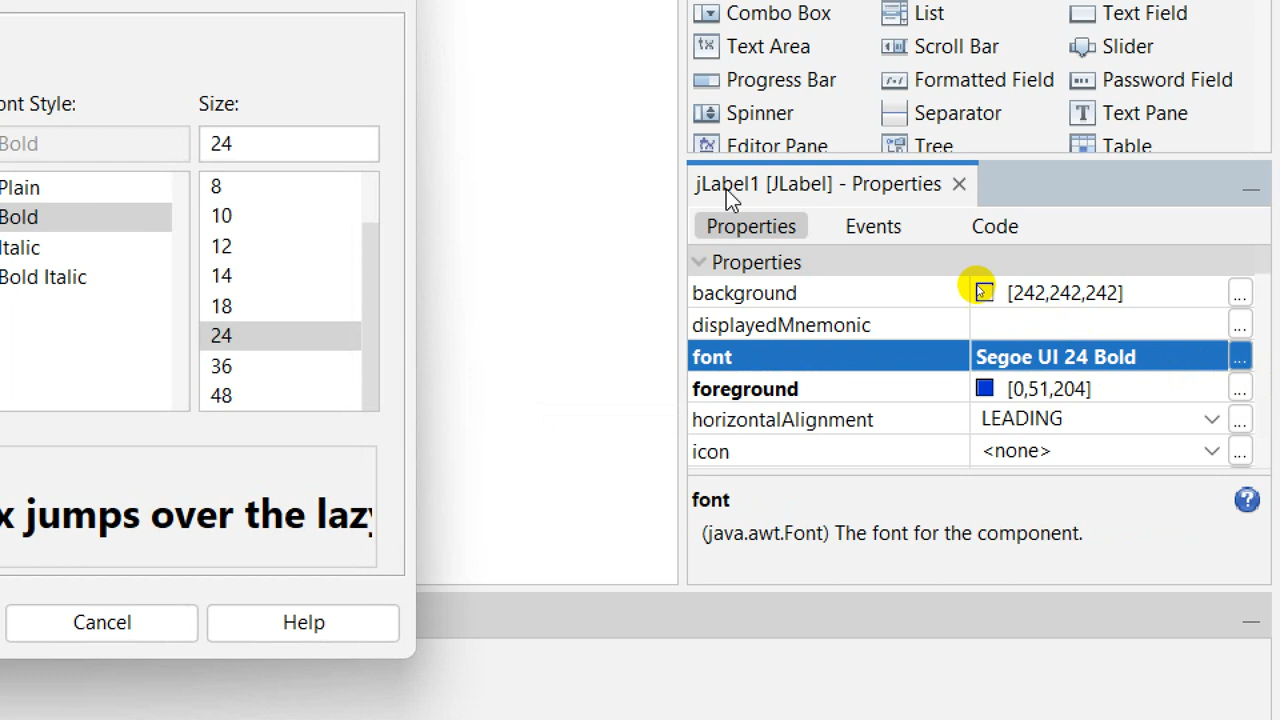 Combo Box List Text Field
Text Area Scroll Bar Slider
Progress Bar Formatted Field Password Field
Spinner Separator Text Pane
Editor Pane Tree Table
ont Style: Size:
Bold 24
Plain 8
Bold 10
Italic 12
Bold Italic 14
18
24
36
48
x jumps over the lazy
Cancel Help
jLabel1 [JLabel] - Properties
Properties Events Code
Properties
background [242,242,242] ...
displayedMnemonic ...
font Segoe UI 24 Bold ...
foreground [0,51,204] ...
horizontalAlignment LEADING ...
icon <none> ...
font
(java.awt.Font) The font for the component.